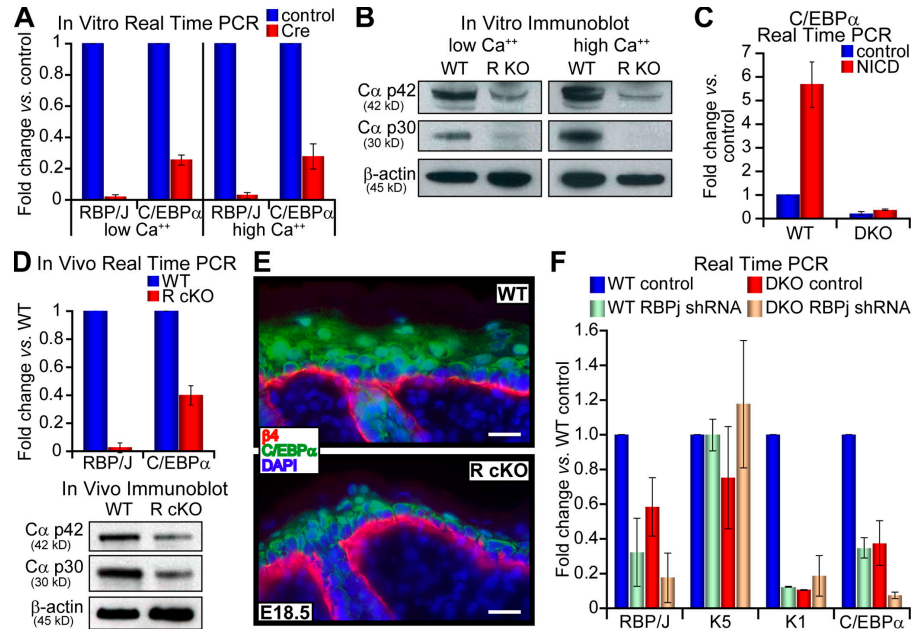 A In Vitro Real Time PCR
control
Cre
Fold change vs. control
1
0.8
0.6
0.4
0.2
0
RBP/J C/EBPα RBP/J C/EBPα
low Ca++ high Ca++
B In Vitro Immunoblot
low Ca++ high Ca++
WT R KO WT R KO
Cα p42
(42 kD)
Cα p30
(30 kD)
β-actin
(45 kD)
C C/EBPα
Real Time PCR
control
NICD
Fold change vs.
control
7
6
5
4
3
2
1
0
WT DKO
D In Vivo Real Time PCR
WT
R cKO
Fold change vs. WT
1
0.8
0.6
0.4
0.2
0
RBP/J C/EBPα
In Vivo Immunoblot
WT R cKO
Cα p42
(42 kD)
Cα p30
(30 kD)
β-actin
(45 kD)
E
WT
β4
C/EBPα
DAPI
R cKO
E18.5
F Real Time PCR
WT control DKO control
WT RBPj shRNA DKO RBPj shRNA
Fold change vs. WT control
1.6
1.4
1.2
1.0
0.8
0.6
0.4
0.2
0
RBP/J K5 K1 C/EBPα